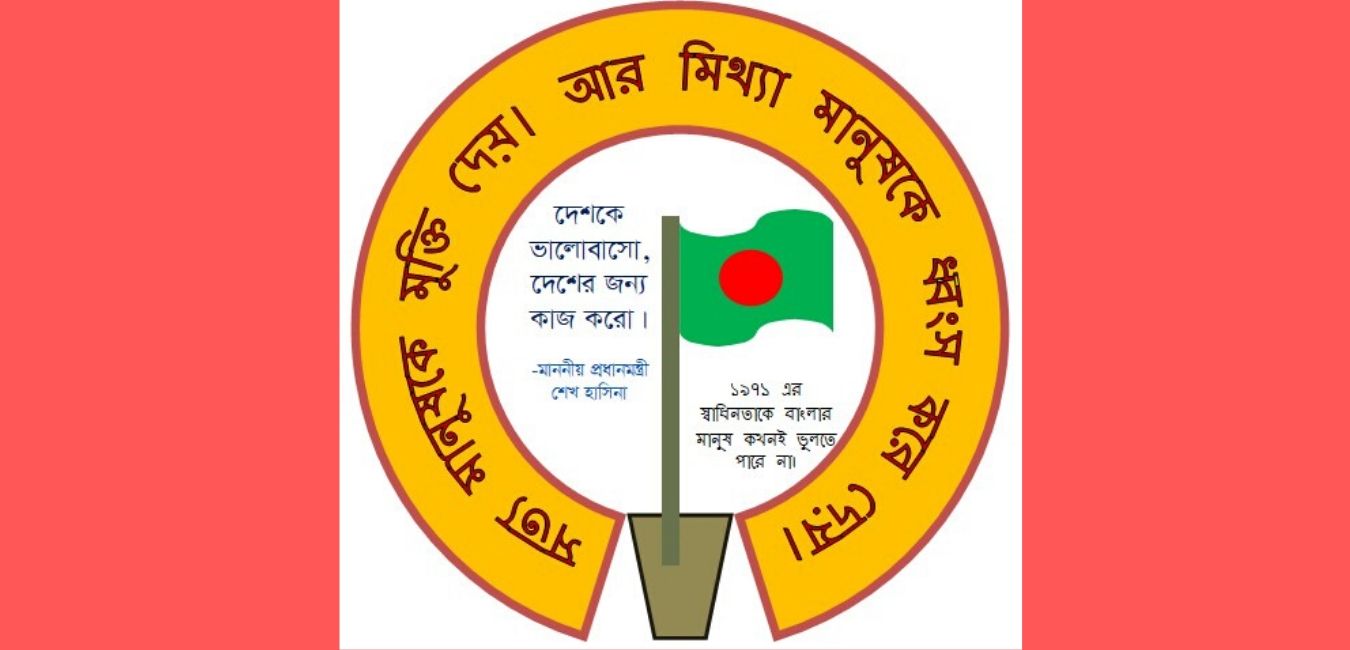 সত্য মানুষকে মুক্তি দেয়। আর মিথ্যা মানুষকে ধ্বংস করে দেয়।
দেশকে
ভালোবাসো,
দেশের জন্য
কাজ করো।
-মাননীয় প্রধানমন্ত্রী
শেখ হাসিনা
১৯৭১ এর
স্বাধিনতাকে বাংলার
মানুষ কখনই ভুলতে
পারে না।